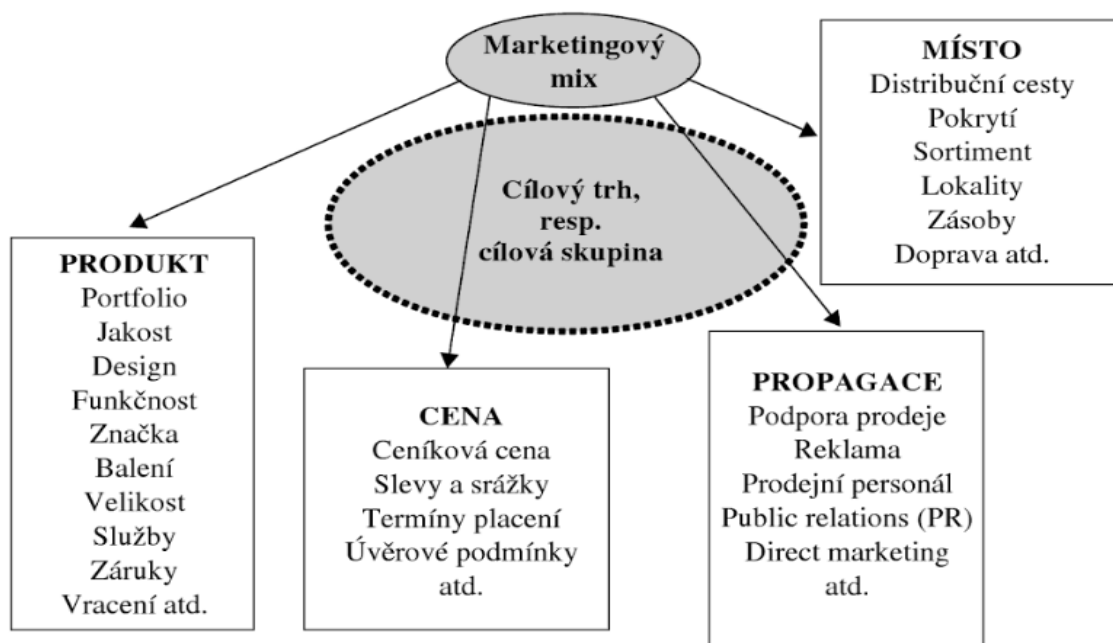 Marketingový
mix
Cílový trh,
resp.
cílová skupina
PRODUKT
Portfolio
Jakost
Design
Funkčnost
Značka
Balení
Velikost
Služby
Záruky
Vracení atd.
CENA
Ceníková cena
Slevy a srážky
Termíny placení
Úvěrové podmínky
atd.
PROPAGACE
Podpora prodeje
Reklama
Prodejní personál
Public relations (PR)
Direct marketing
atd.
MÍSTO
Distribuční cesty
Pokrytí
Sortiment
Lokality
Zásoby
Doprava atd.